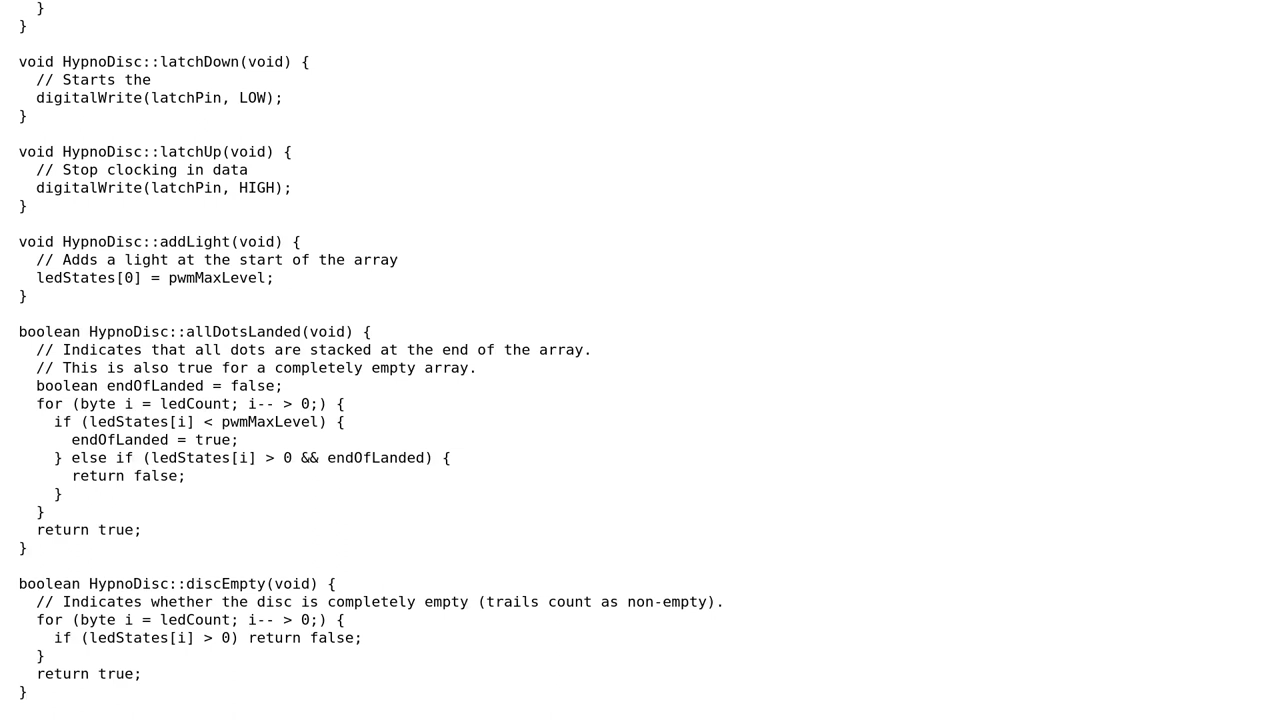 }
}

void HypnoDisc::latchDown(void) {
  // Starts the
  digitalWrite(latchPin, LOW);
}

void HypnoDisc::latchUp(void) {
  // Stop clocking in data
  digitalWrite(latchPin, HIGH);
}

void HypnoDisc::addLight(void) {
  // Adds a light at the start of the array
  ledStates[0] = pwmMaxLevel;
}

boolean HypnoDisc::allDotsLanded(void) {
  // Indicates that all dots are stacked at the end of the array.
  // This is also true for a completely empty array.
  boolean endOfLanded = false;
  for (byte i = ledCount; i-- > 0;) {
    if (ledStates[i] < pwmMaxLevel) {
      endOfLanded = true;
    } else if (ledStates[i] > 0 && endOfLanded) {
      return false;
    }
  }
  return true;
}

boolean HypnoDisc::discEmpty(void) {
  // Indicates whether the disc is completely empty (trails count as non-empty).
  for (byte i = ledCount; i-- > 0;) {
    if (ledStates[i] > 0) return false;
  }
  return true;
}